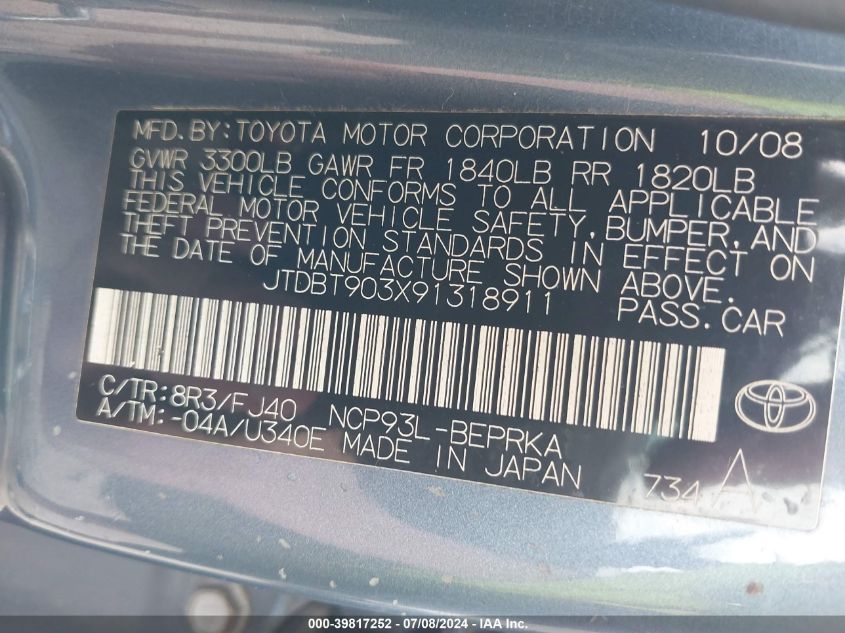 MFD.BY:TOYOTA MOTOR CORPORATION 10/08
GVWR 3300LB GAWR FR 1840LB RR 1820LB
THIS VEHICLE CONFORMS TO ALL APPLICABLE
FEDERAL MOTOR VEHICLE SAFETY,BUMPER,AND
THEFT PREVENTION STANDARDS IN EFFECT ON
THE DATE OF MANUFACTURE SHOWN ABOVE.
JTDBT903X91318911 PASS.CAR
C/TR:8R3/FJ40 NCP93L-BEPRKA
A/TM:-04A/U340E MADE IN JAPAN
734 A
000-39817252 - 07/08/2024 - IAA Inc.